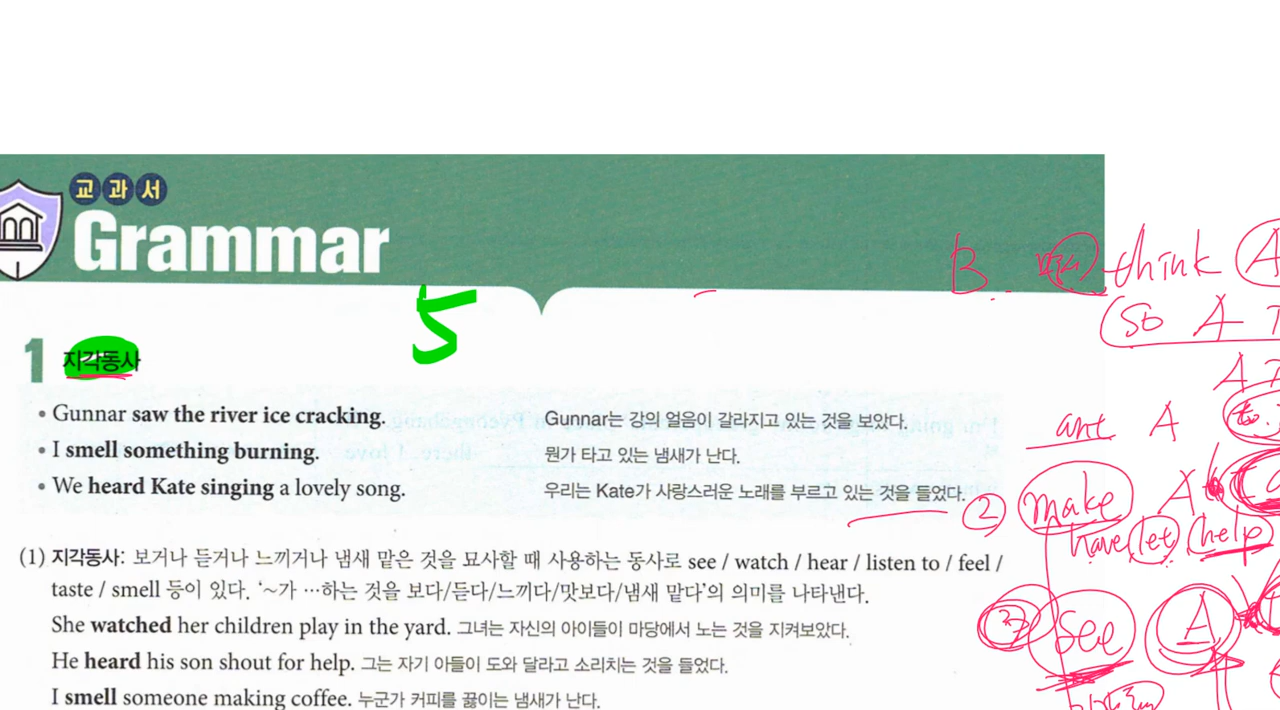 교과서
Grammar
5
1 지각동사
• Gunnar saw the river ice cracking. Gunnar는 강의 얼음이 갈라지고 있는 것을 보았다.
• I smell something burning. 뭔가 타고 있는 냄새가 난다.
• We heard Kate singing a lovely song. 우리는 Kate가 사랑스러운 노래를 부르고 있는 것을 들었다.
(1) 지각동사: 보거나 듣거나 느끼거나 냄새 맡은 것을 묘사할 때 사용하는 동사로 see / watch / hear / listen to / feel /
taste / smell 등이 있다. ‘~가 …하는 것을 보다/듣다/느끼다/맛보다/냄새 맡다’의 의미를 나타낸다.
She watched her children play in the yard. 그녀는 자신의 아이들이 마당에서 노는 것을 지켜보았다.
He heard his son shout for help. 그는 자기 아들이 도와 달라고 소리치는 것을 들었다.
I smell someone making coffee. 누군가 커피를 끓이는 냄새가 난다.
B. think A
(so A
A
A to
② make A
have let help
see A